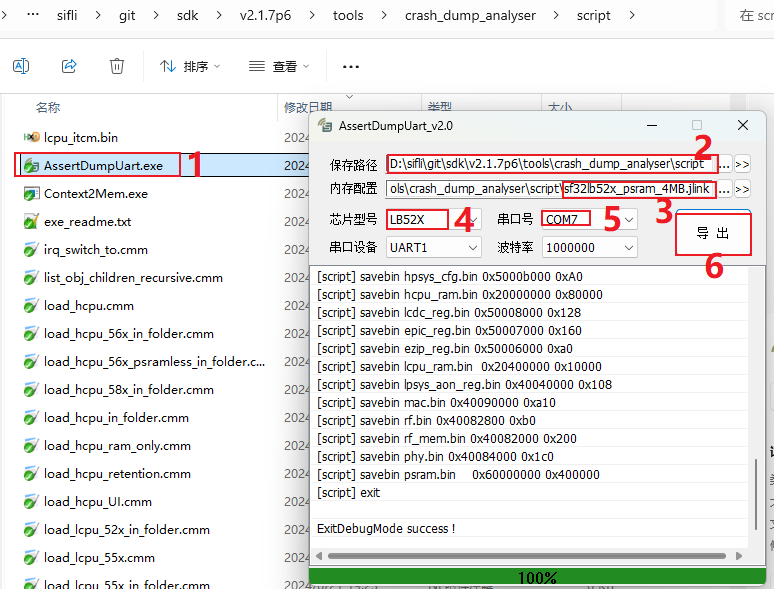 ··· sifli > git > sdk > v2.1.7p6 > tools > crash_dump_analyser > script > 在 sc
排序 查看 ···
名称 修改日期 类型 大小
lcpu_itcm.bin 2024
AssertDumpUart.exe 1 2024
Context2Mem.exe 2024
exe_readme.txt 2024
irq_switch_to.cmm 2024
list_obj_children_recursive.cmm 2024
load_hcpu.cmm 2024
load_hcpu_56x_in_folder.cmm 2024
load_hcpu_56x_psramless_in_folder.c... 2024
load_hcpu_58x_in_folder.cmm 2024
load_hcpu_in_folder.cmm 2024
load_hcpu_ram_only.cmm 2024
load_hcpu_retention.cmm 2024
load_hcpu_UI.cmm 2024
load_lcpu_52x_in_folder.cmm 2024
load_lcpu_55x.cmm 2024
load_lcpu_55x_in_folder.cmm
AssertDumpUart_v2.0
2
保存路径 D:\sifli\git\sdk\v2.1.7p6\tools\crash_dump_analyser\script ... >>
内存配置 ols\crash_dump_analyser\script\sf32lb52x_psram_4MB.jlink ... >>
3
芯片型号 LB52X 4 串口号 COM7 5
导 出
串口设备 UART1 波特率 1000000
6
[script] savebin hpsys_cfg.bin 0x5000b000 0xA0
[script] savebin hcpu_ram.bin 0x20000000 0x80000
[script] savebin lcdc_reg.bin 0x50008000 0x128
[script] savebin epic_reg.bin 0x50007000 0x160
[script] savebin ezip_reg.bin 0x50006000 0xa0
[script] savebin lcpu_ram.bin 0x20400000 0x10000
[script] savebin lpsys_aon_reg.bin 0x40040000 0x108
[script] savebin mac.bin 0x40090000 0xa10
[script] savebin rf.bin 0x40082800 0xb0
[script] savebin rf_mem.bin 0x40082000 0x200
[script] savebin phy.bin 0x40084000 0x1c0
[script] savebin psram.bin 0x60000000 0x400000
[script] exit
ExitDebugMode success !
100%